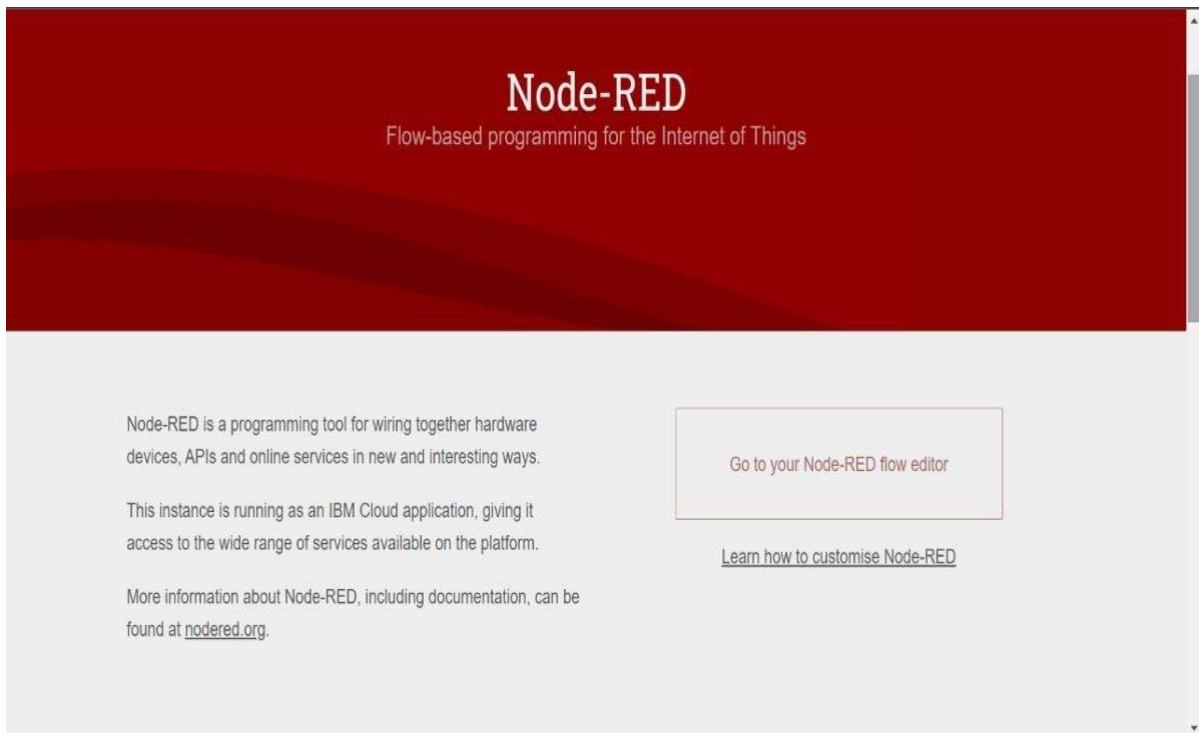 Node-RED
Flow-based programming for the Internet of Things
Node-RED is a programming tool for wiring together hardware
devices, APIs and online services in new and interesting ways.
This instance is running as an IBM Cloud application, giving it
access to the wide range of services available on the platform.
More information about Node-RED, including documentation, can be
found at nodered.org.
Go to your Node-RED flow editor
Learn how to customise Node-RED